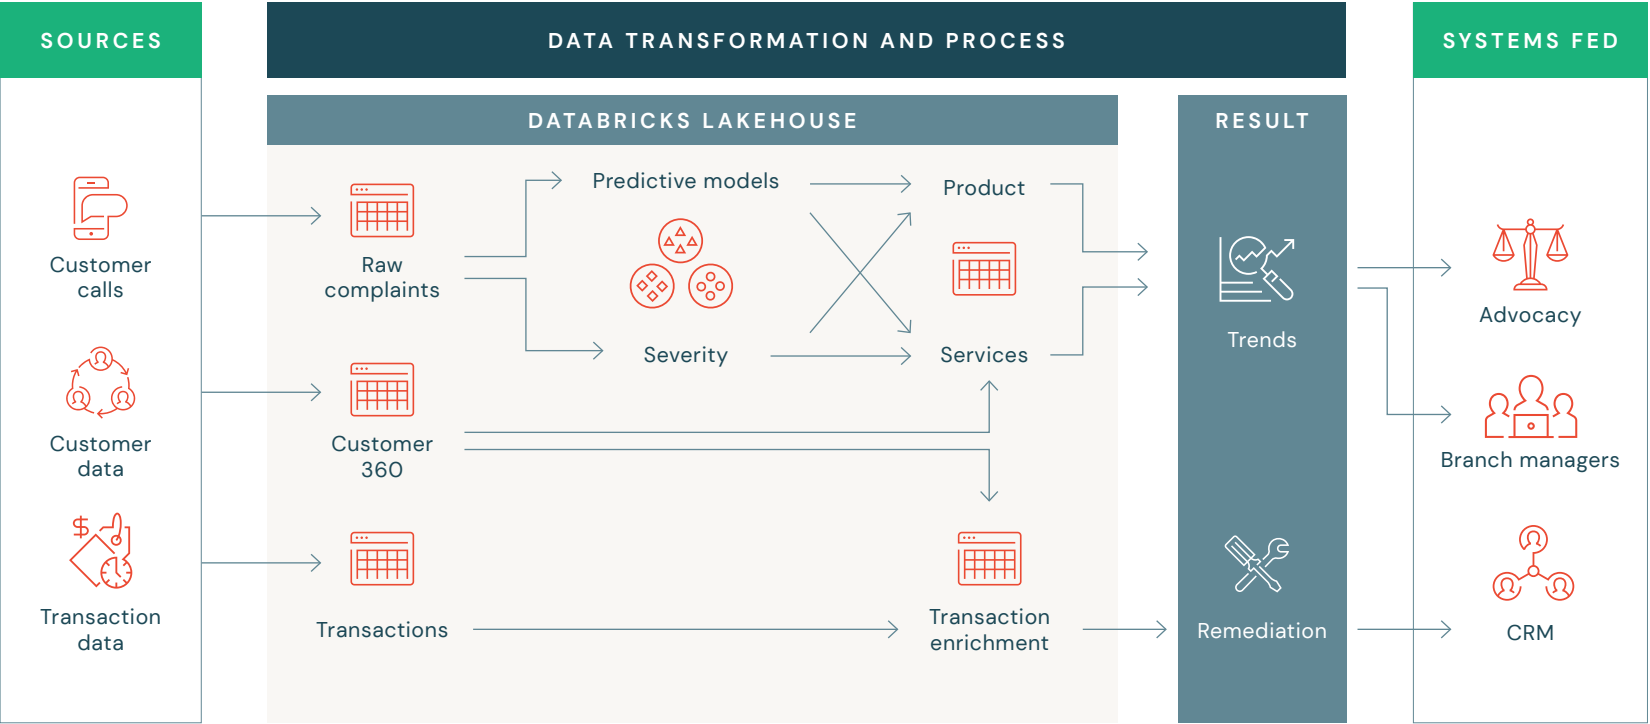 SOURCES
DATA TRANSFORMATION AND PROCESS
SYSTEMS FED
DATABRICKS LAKEHOUSE
RESULT
Customer
calls
Customer
data
$
Transaction
data
Raw
complaints
Customer
360
Transactions
Predictive models
Severity
Product
Services
Transaction
enrichment
Trends
Remediation
Advocacy
Branch managers
CRM